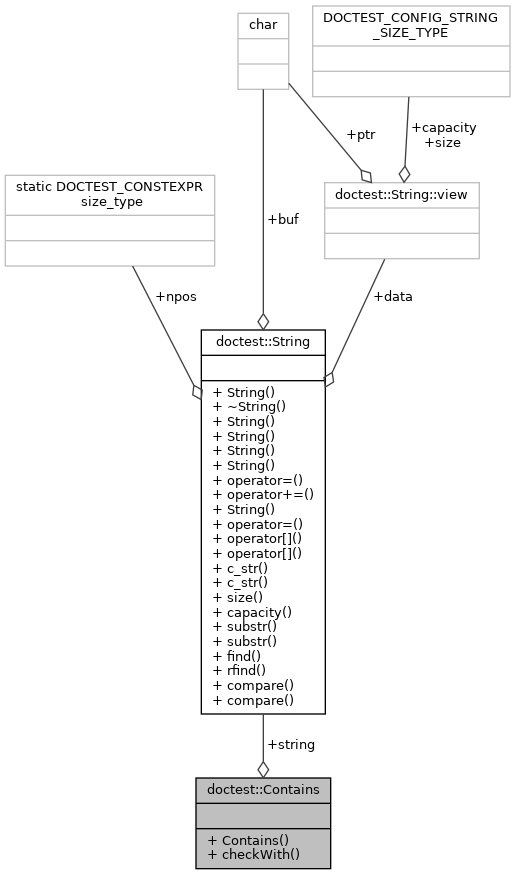 char
DOCTEST_CONFIG_STRING
_SIZE_TYPE
+ptr
+capacity
+size
static DOCTEST_CONSTEXPR
size_type
doctest::String::view
+buf
+npos
+data
doctest::String
+ String()
+ ~String()
+ String()
+ String()
+ String()
+ String()
+ operator=()
+ operator+=()
+ String()
+ operator=()
+ operator[]()
+ operator[]()
+ c_str()
+ c_str()
+ size()
+ capacity()
+ substr()
+ substr()
+ find()
+ rfind()
+ compare()
+ compare()
+string
doctest::Contains
+ Contains()
+ checkWith()